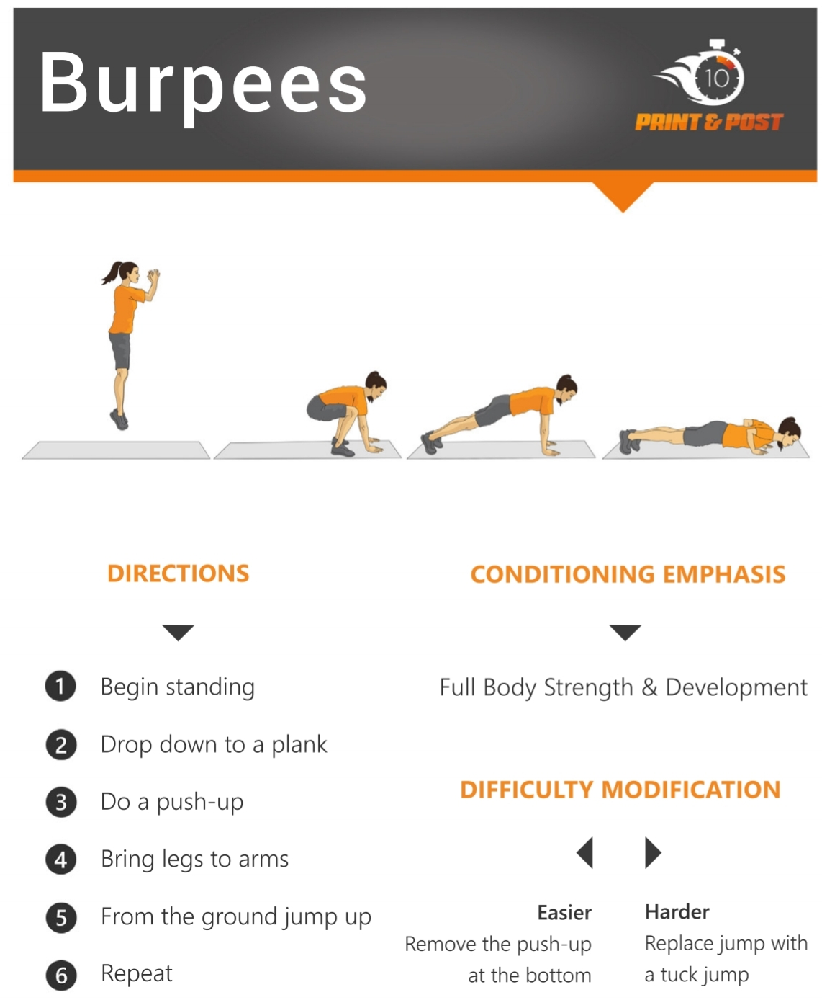 Burpees
10
PRINT & POST
DIRECTIONS
1 Begin standing
2 Drop down to a plank
3 Do a push-up
4 Bring legs to arms
5 From the ground jump up
6 Repeat
CONDITIONING EMPHASIS
Full Body Strength & Development
DIFFICULTY MODIFICATION
Easier
Remove the push-up
at the bottom
Harder
Replace jump with
a tuck jump